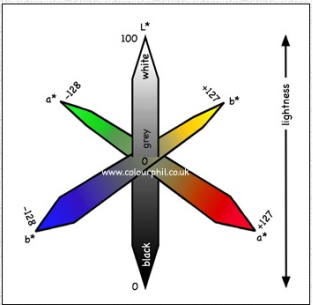 L*
100
white
a*
-128
+127
b*
lightness
grey
0
www.colourphil.co.uk
-128
b*
+127
a*
black
0